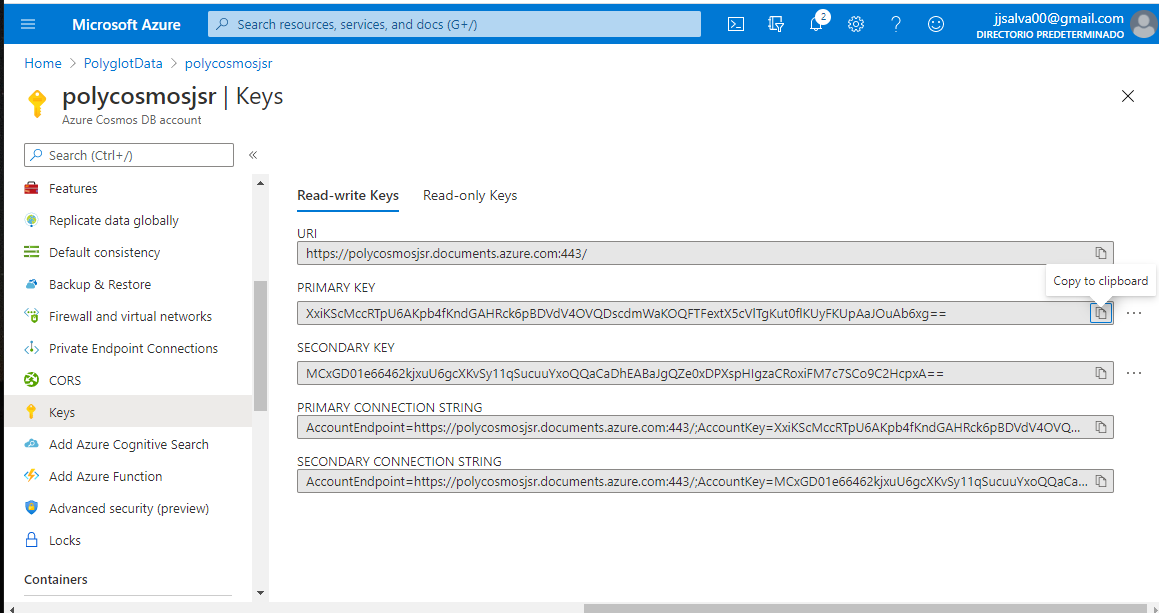 Microsoft Azure
Search resources, services, and docs (G+/)
2
jjsalva00@gmail.com
DIRECTORIO PREDETERMINADO
Home > PolyglotData > polycosmosjsr
polycosmosjsr | Keys
Azure Cosmos DB account
Search (Ctrl+/)
«
Features
Replicate data globally
Default consistency
Backup & Restore
Firewall and virtual networks
Private Endpoint Connections
CORS
Keys
Add Azure Cognitive Search
Add Azure Function
Advanced security (preview)
Locks
Containers
Read-write Keys Read-only Keys
URI
https://polycosmosjsr.documents.azure.com:443/
Copy to clipboard
PRIMARY KEY
XxiKScMccRTpU6AKpb4fKndGAHRck6pBDVdV4OVQDscdmWaKOQFTFextX5cVlTgKut0flKUyFKUpAaJOuAb6xg==
SECONDARY KEY
MCxGD01e66462kjxuU6gcXKvSy11qSucuuYxoQQaCaDhEABaJgQZe0xDPXspHIgzaCRoxiFM7c7SCo9C2HcpxA==
PRIMARY CONNECTION STRING
AccountEndpoint=https://polycosmosjsr.documents.azure.com:443/;AccountKey=XxiKScMccRTpU6AKpb4fKndGAHRck6pBDVdV4OVQ...
SECONDARY CONNECTION STRING
AccountEndpoint=https://polycosmosjsr.documents.azure.com:443/;AccountKey=MCxGD01e66462kjxuU6gcXKvSy11qSucuuYxoQQaCa...